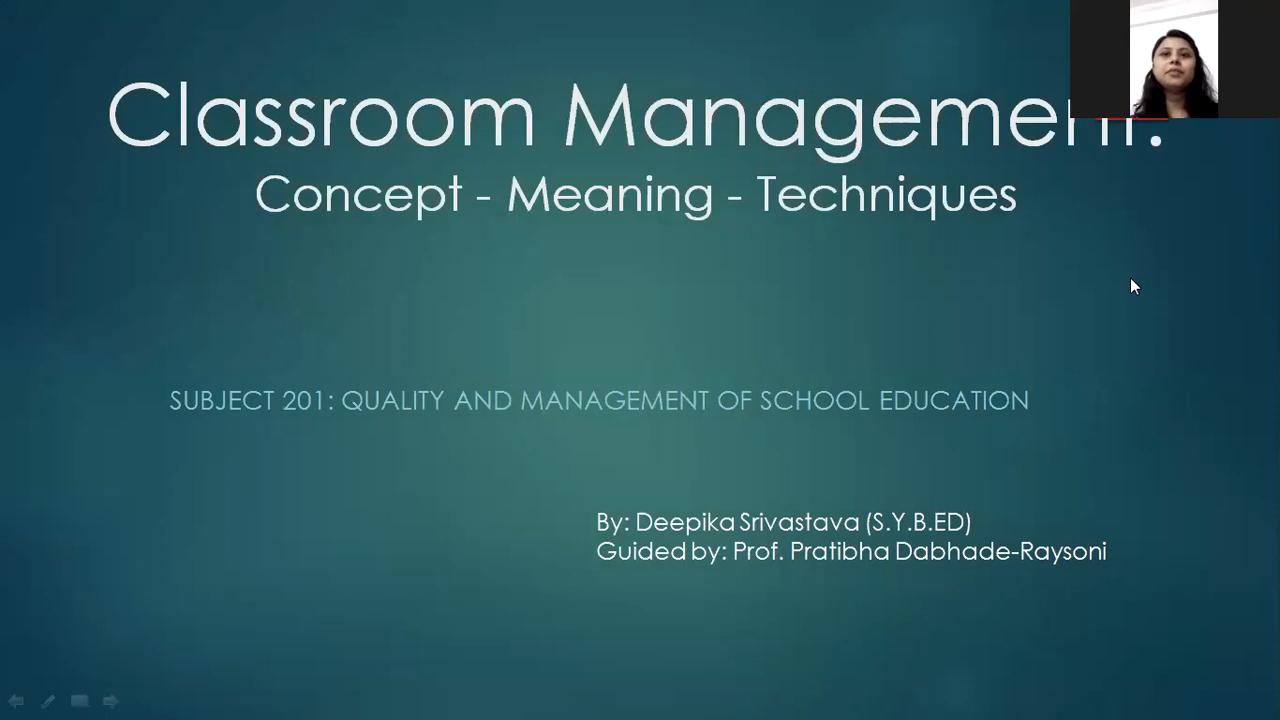 Classroom Management:
Concept - Meaning - Techniques
SUBJECT 201: QUALITY AND MANAGEMENT OF SCHOOL EDUCATION
By: Deepika Srivastava (S.Y.B.ED)
Guided by: Prof. Pratibha Dabhade-Raysoni